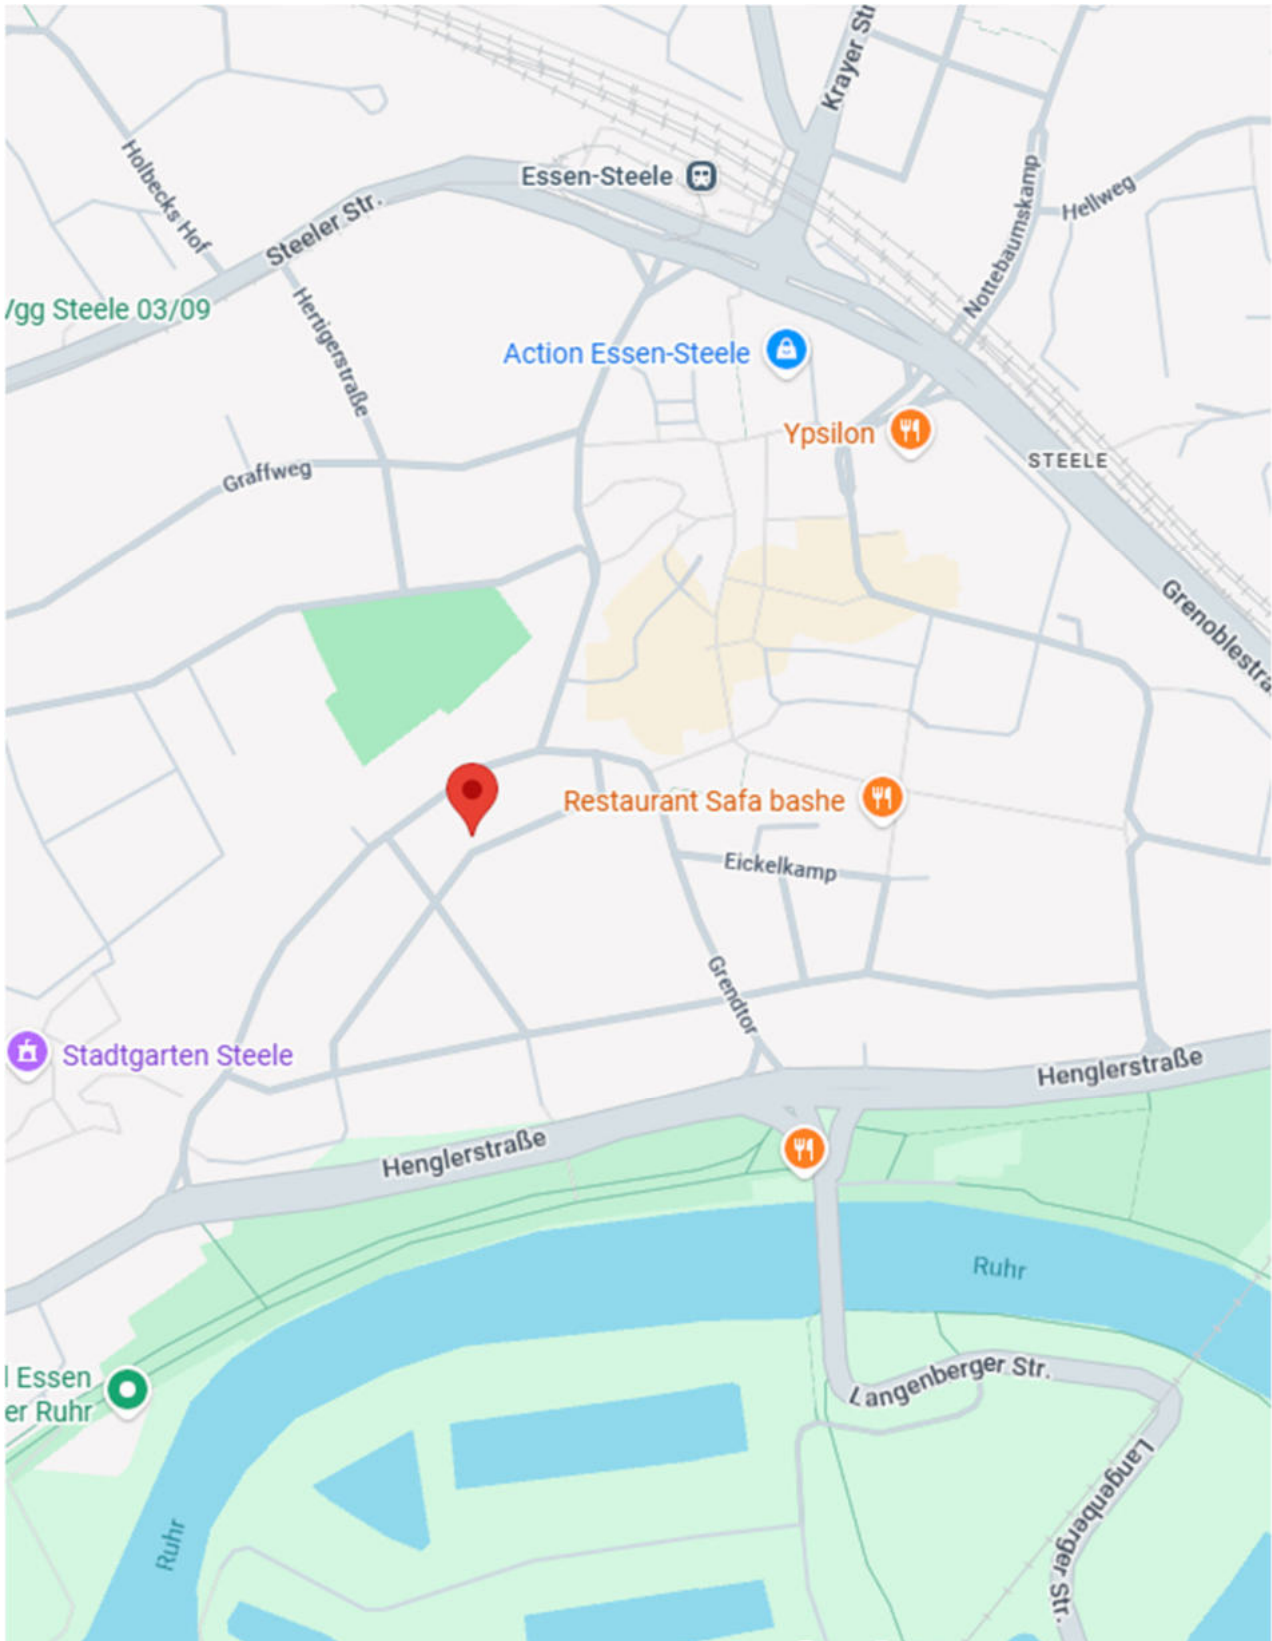 Krayer Str
Essen-Steele
Holbecks Hof
Steeler Str.
Nottebaumskamp
Hellweg
/gg Steele 03/09
Hertigerstraße
Action Essen-Steele
Ypsilon
STEELE
Graffweg
Grenoblestra
Restaurant Safa bashe
Eickelkamp
Grendtor
Stadtgarten Steele
Henglerstraße
Henglerstraße
Ruhr
l Essen
er Ruhr
Langenberger Str.
Langenberger Str.
Ruhr